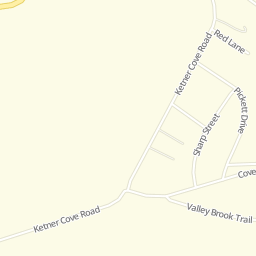 Red Lane
Ketner Cove Road
Pickett Drive
Sharp Street
Cove
Valley Brook Trail
Ketner Cove Road